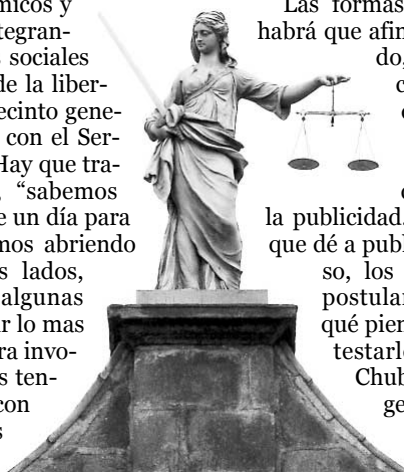 micos y
tegran-
sociales
de la liber-
ecinto gene-
con el Ser-
Hay que tra-
“sabemos
e un día para
mos abriendo
s lados,
algunas
r lo mas
ra invo-
s ten-
con
s
Las formas
habrá que afin
do,
c
la publicidad.
que dé a publ
so, los
postular
qué pien
testarle
Chub
ge